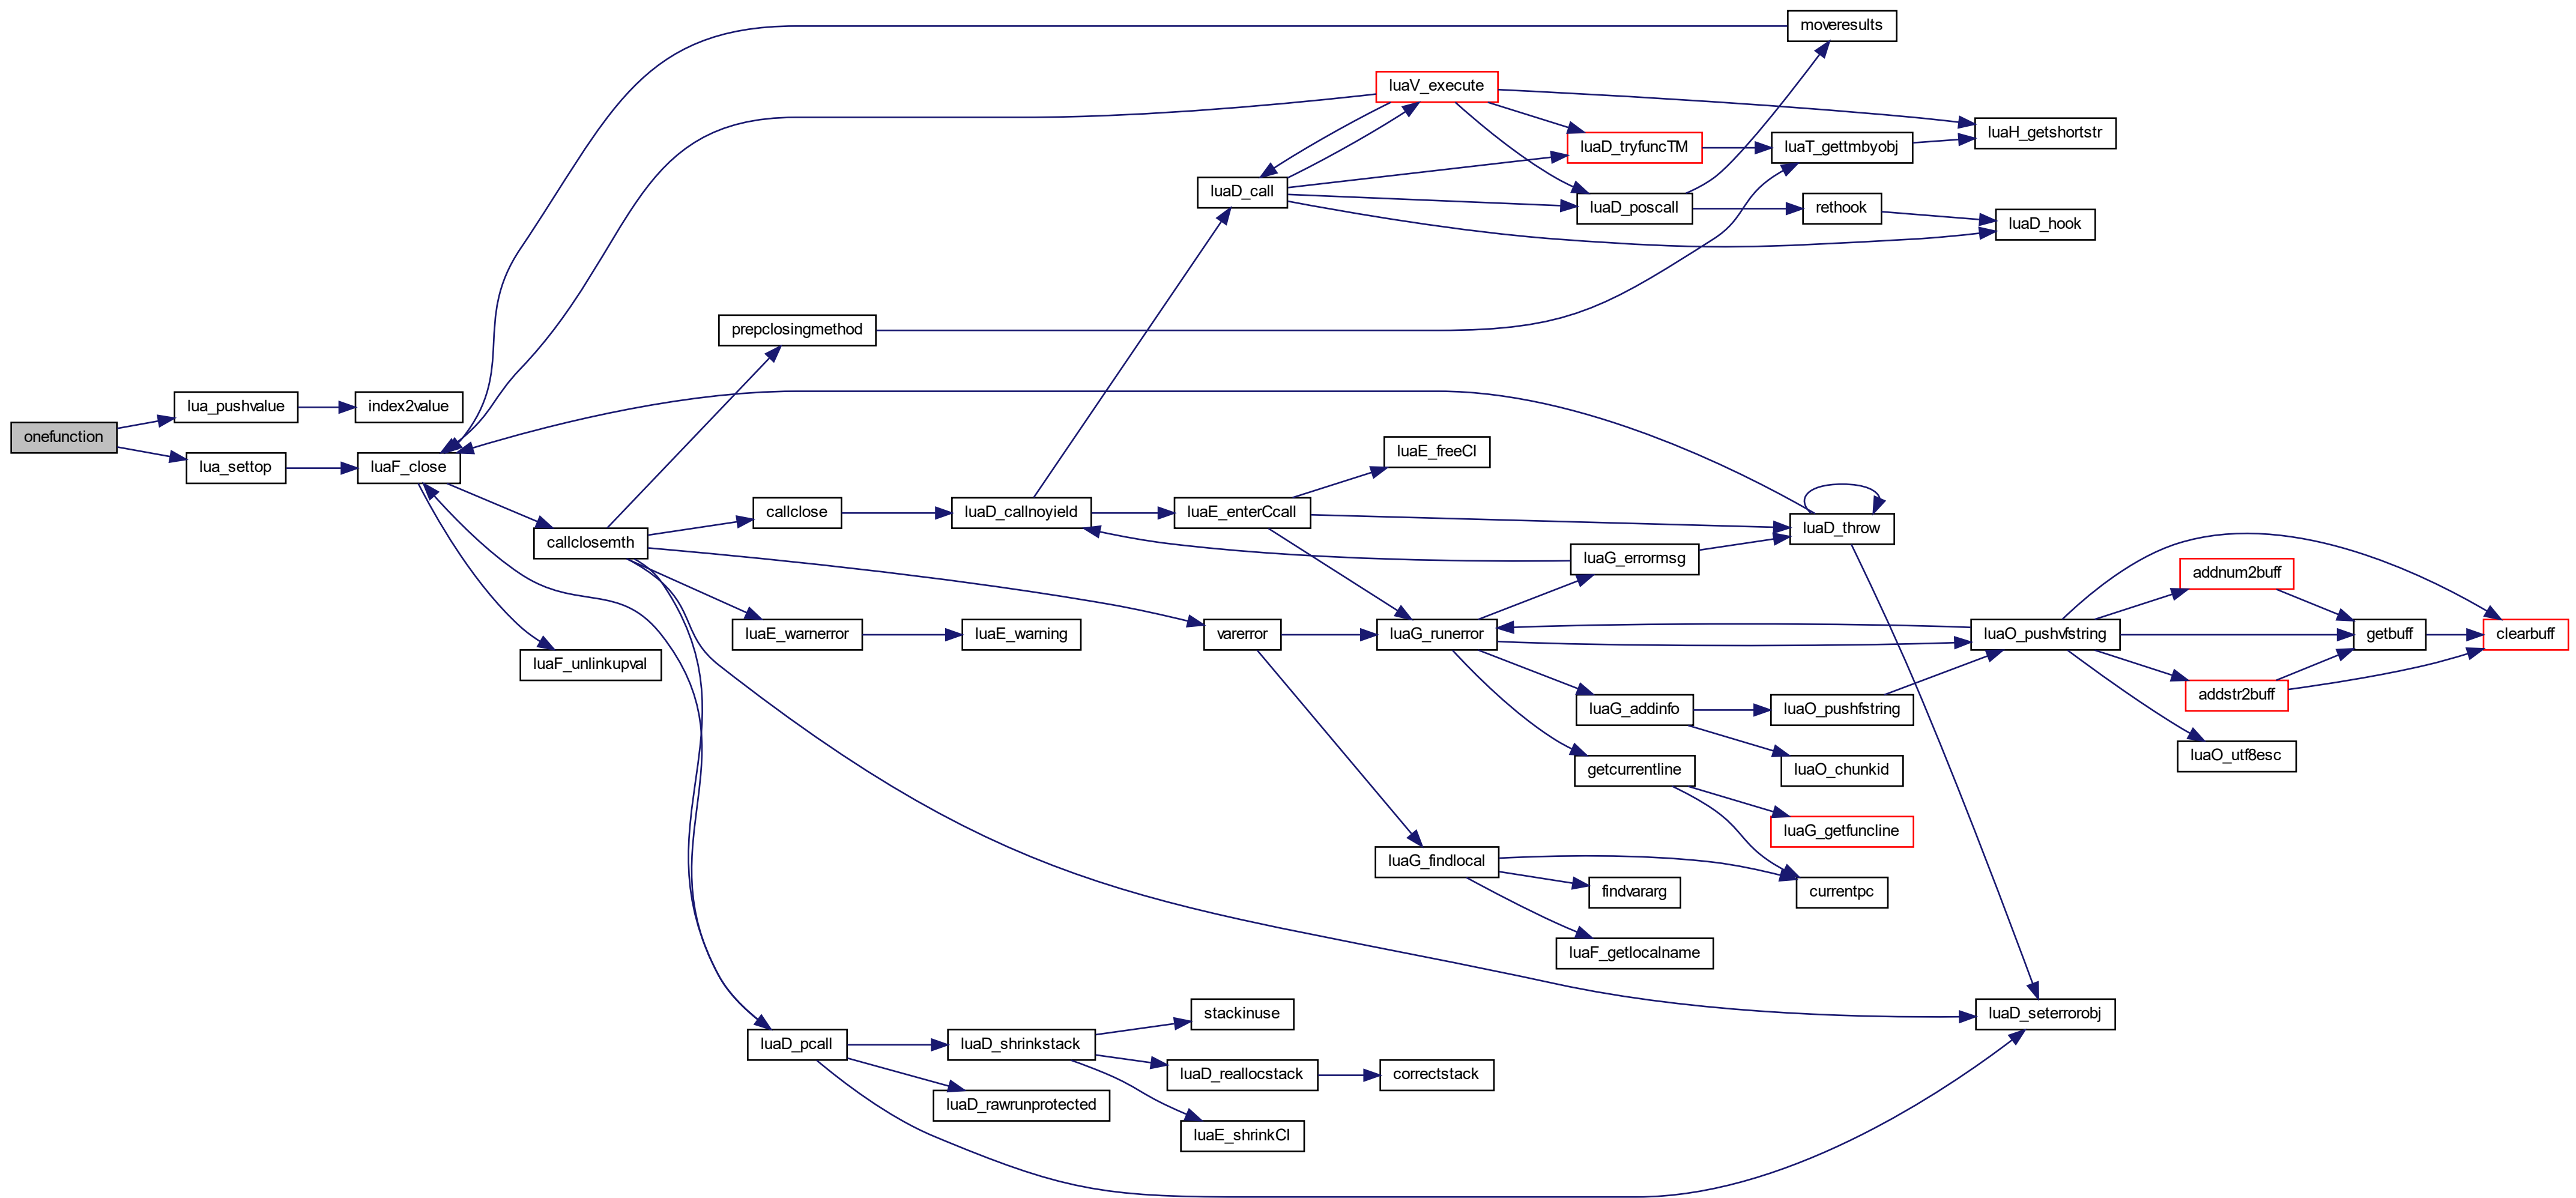 moveresults
luaV_execute
luaH_getshortstr
luaD_tryfuncTM
luaT_gettmbyobj
luaD_call
luaD_poscall
rethook
luaD_hook
prepclosingmethod
lua_pushvalue
index2value
onefunction
lua_settop
luaF_close
luaE_freeCI
callclose
luaD_callnoyield
luaE_enterCcall
luaD_throw
callclosemth
luaG_errormsg
addnum2buff
luaE_warnerror
luaE_warning
varerror
luaG_runerror
luaO_pushvfstring
getbuff
clearbuff
luaF_unlinkupval
luaG_addinfo
luaO_pushfstring
addstr2buff
getcurrentline
luaO_chunkid
luaO_utf8esc
luaG_getfuncline
luaG_findlocal
findvararg
currentpc
luaF_getlocalname
stackinuse
luaD_seterrorobj
luaD_pcall
luaD_shrinkstack
luaD_reallocstack
correctstack
luaD_rawrunprotected
luaE_shrinkCI